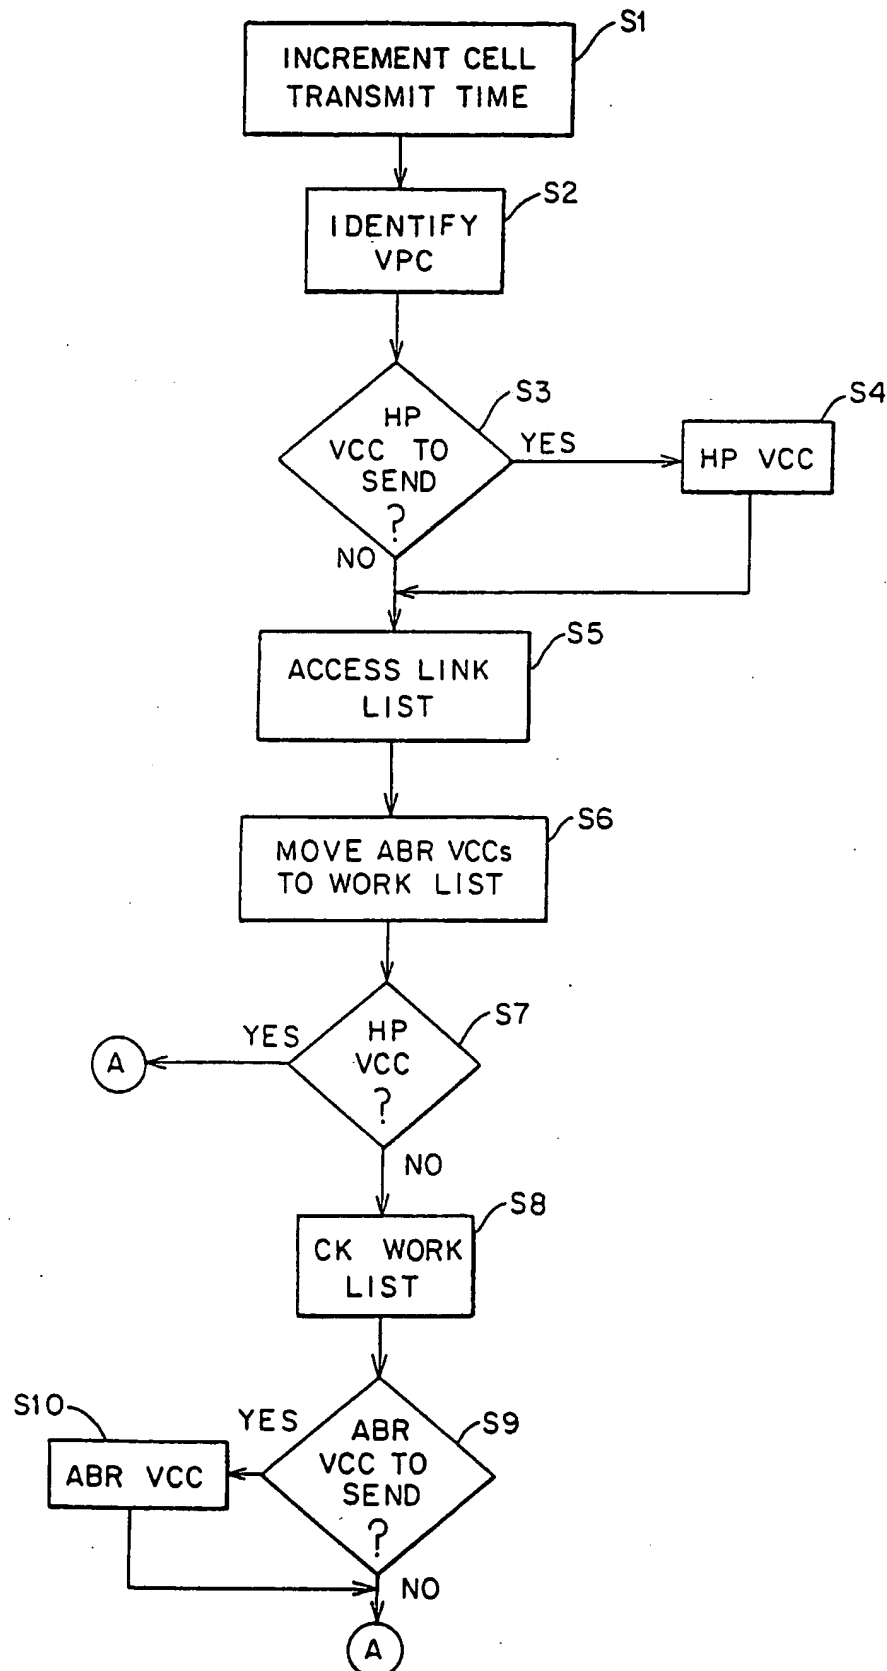 S1
INCREMENT CELL
TRANSMIT TIME
S2
IDENTIFY
VPC
S3
HP
VCC TO
SEND
?
YES
S4
HP VCC
NO
S5
ACCESS LINK
LIST
S6
MOVE ABR VCCs
TO WORK LIST
S7
HP
VCC
?
YES
A
NO
S8
CK WORK
LIST
S9
ABR
VCC TO
SEND
?
YES
S10
ABR VCC
NO
A